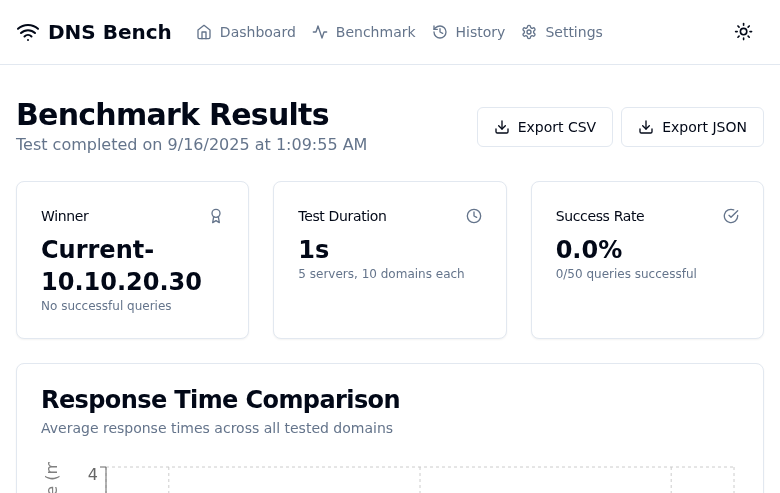 DNS Bench Dashboard Benchmark History Settings
Benchmark Results
Test completed on 9/16/2025 at 1:09:55 AM
Export CSV Export JSON
Winner
Current-
10.10.20.30
No successful queries
Test Duration
1s
5 servers, 10 domains each
Success Rate
0.0%
0/50 queries successful
Response Time Comparison
Average response times across all tested domains
4